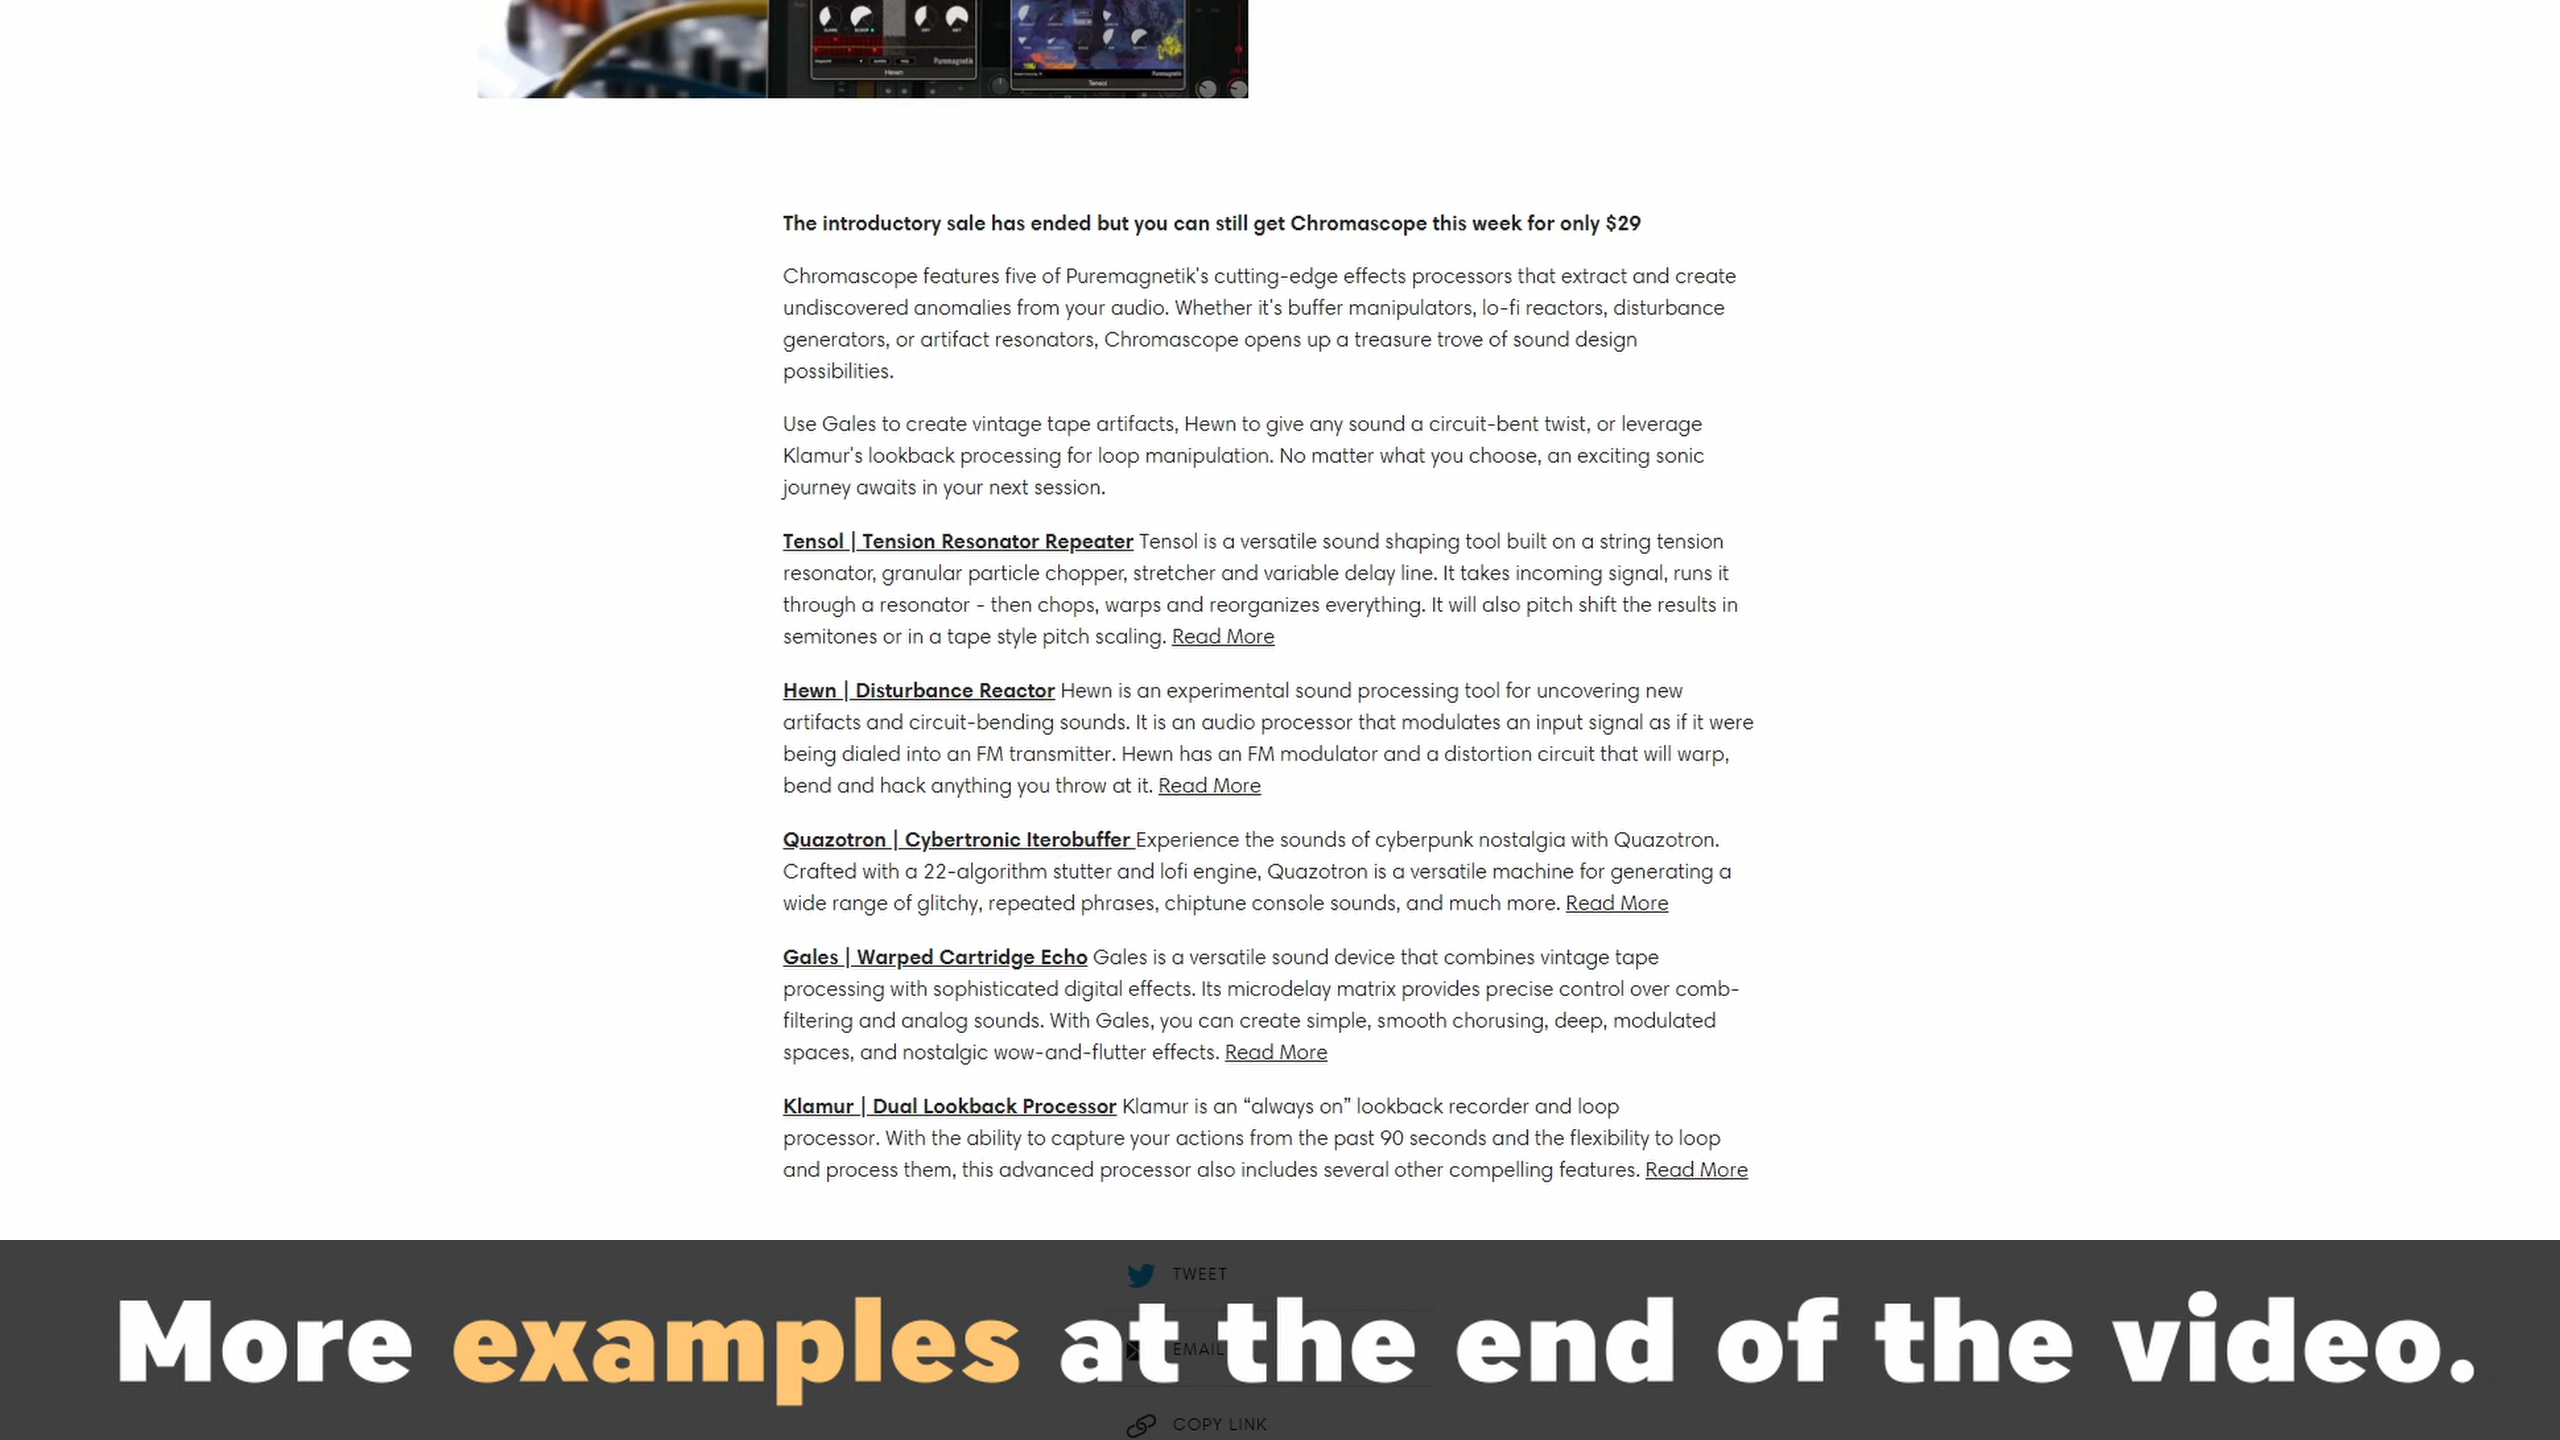 Hewn
Puremagnetik
Tensol
Puremagnetik
The introductory sale has ended but you can still get Chromascope this week for only $29
Chromascope features five of Puremagnetik's cutting-edge effects processors that extract and create
undiscovered anomalies from your audio. Whether it's buffer manipulators, lo-fi reactors, disturbance
generators, or artifact resonators, Chromascope opens up a treasure trove of sound design
possibilities.
Use Gales to create vintage tape artifacts, Hewn to give any sound a circuit-bent twist, or leverage
Klamur's lookback processing for loop manipulation. No matter what you choose, an exciting sonic
journey awaits in your next session.
Tensol | Tension Resonator Repeater Tensol is a versatile sound shaping tool built on a string tension
resonator, granular particle chopper, stretcher and variable delay line. It takes incoming signal, runs it
through a resonator - then chops, warps and reorganizes everything. It will also pitch shift the results in
semitones or in a tape style pitch scaling. Read More
Hewn | Disturbance Reactor Hewn is an experimental sound processing tool for uncovering new
artifacts and circuit-bending sounds. It is an audio processor that modulates an input signal as if it were
being dialed into an FM transmitter. Hewn has an FM modulator and a distortion circuit that will warp,
bend and hack anything you throw at it. Read More
Quazotron | Cybertronic Iterobuffer Experience the sounds of cyberpunk nostalgia with Quazotron.
Crafted with a 22-algorithm stutter and lofi engine, Quazotron is a versatile machine for generating a
wide range of glitchy, repeated phrases, chiptune console sounds, and much more. Read More
Gales | Warped Cartridge Echo Gales is a versatile sound device that combines vintage tape
processing with sophisticated digital effects. Its microdelay matrix provides precise control over comb-
filtering and analog sounds. With Gales, you can create simple, smooth chorusing, deep, modulated
spaces, and nostalgic wow-and-flutter effects. Read More
Klamur | Dual Lookback Processor Klamur is an “always on” lookback recorder and loop
processor. With the ability to capture your actions from the past 90 seconds and the flexibility to loop
and process them, this advanced processor also includes several other compelling features. Read More
TWEET
More examples at the end of the video.
EMAIL
COPY LINK